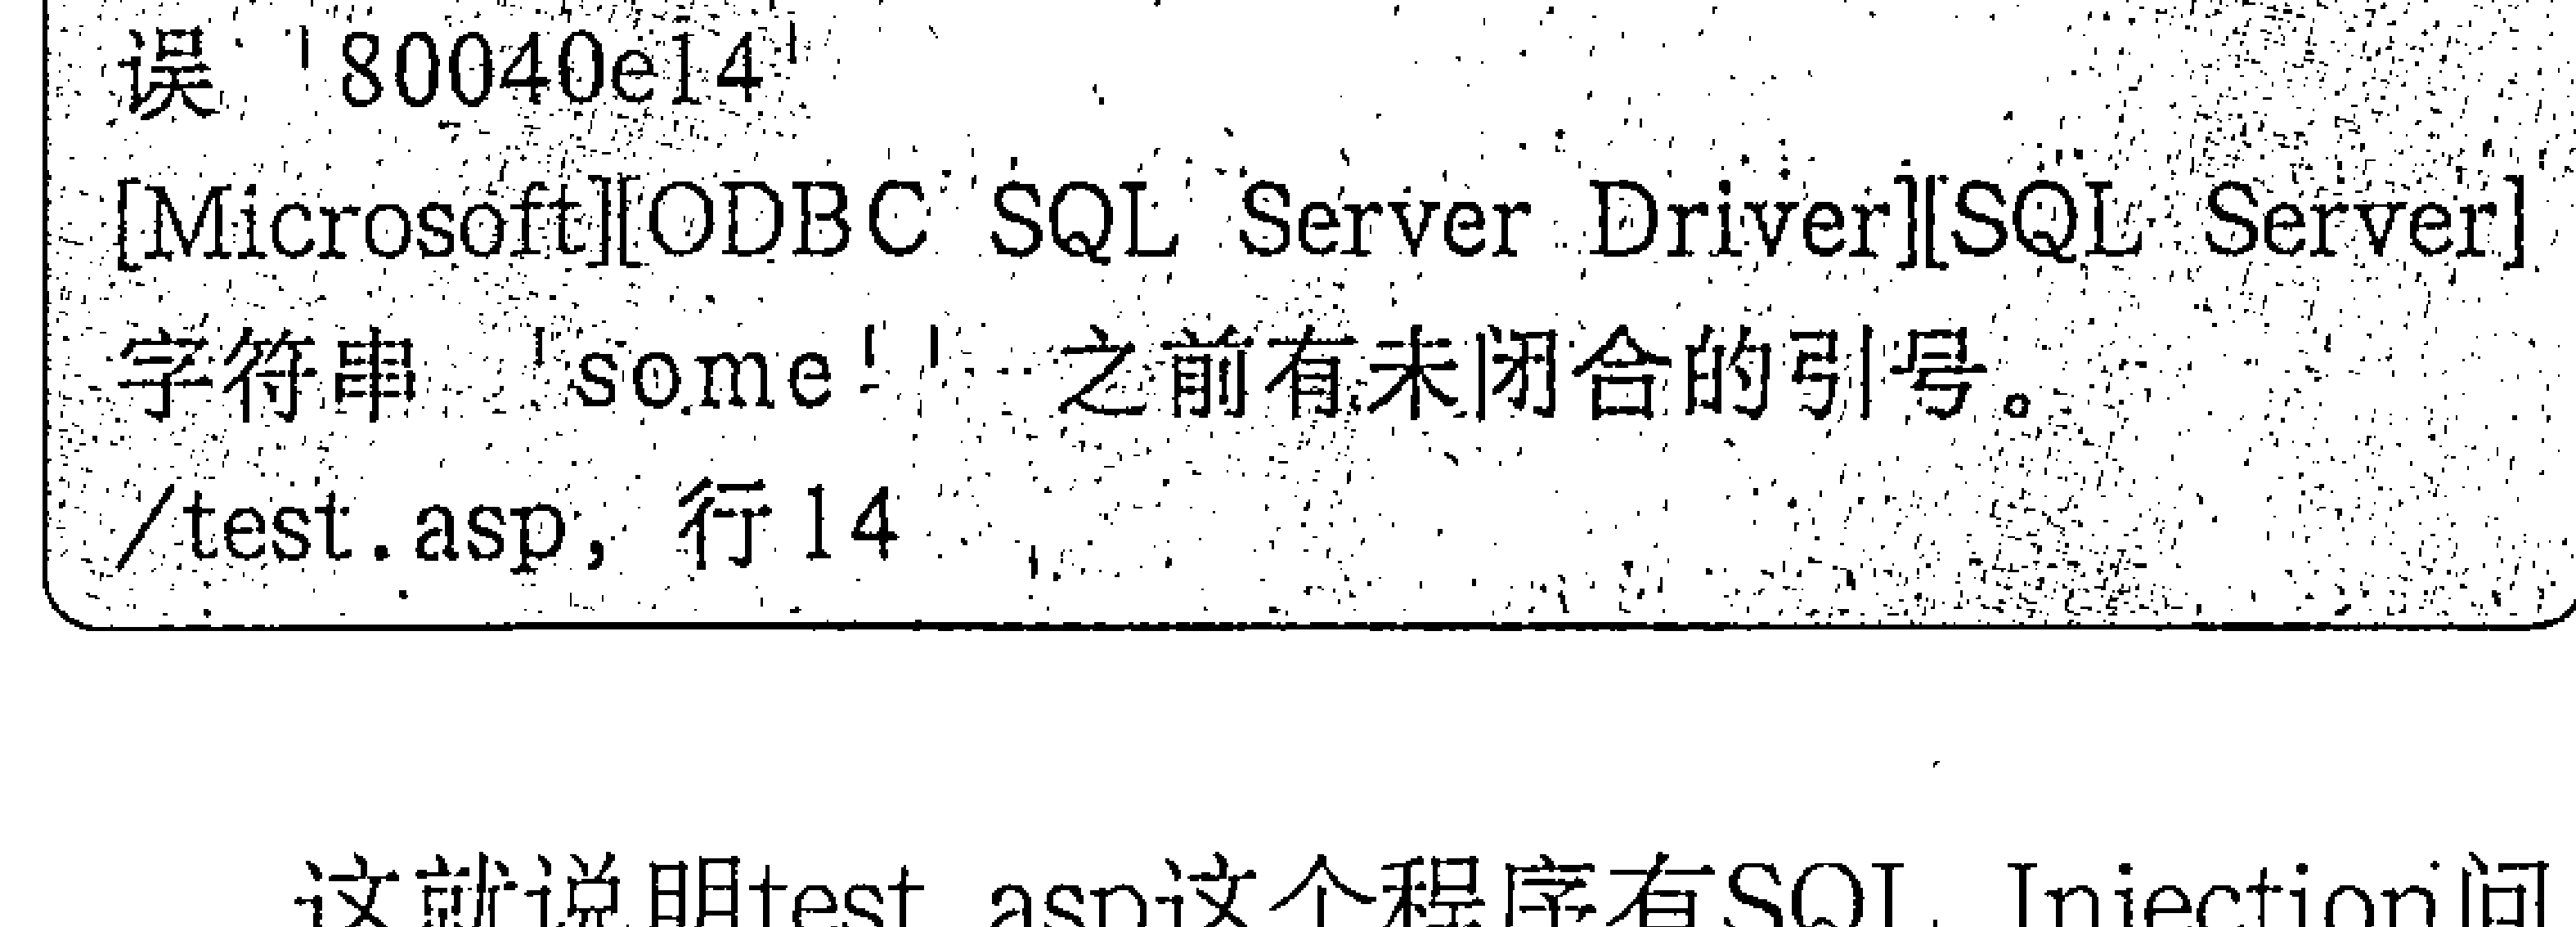 误 '80040e14'
[Microsoft][ODBC SQL Server Driver][SQL Server]
字符串 'some'' 之前有未闭合的引号。
/test.asp, 行14
这就说明test.asp这个程序有SQL Injection问